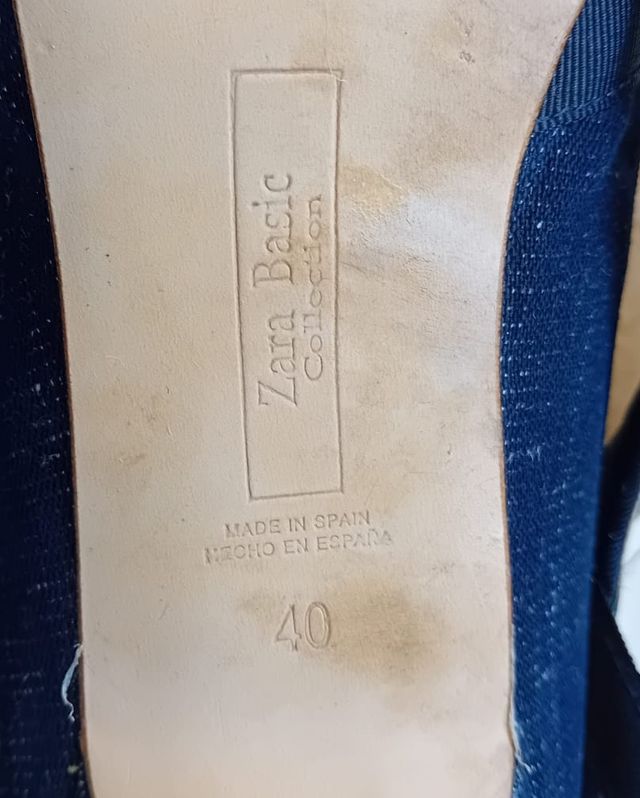 Zara Basic
Collection
MADE IN SPAIN
HECHO EN ESPAÑA
40